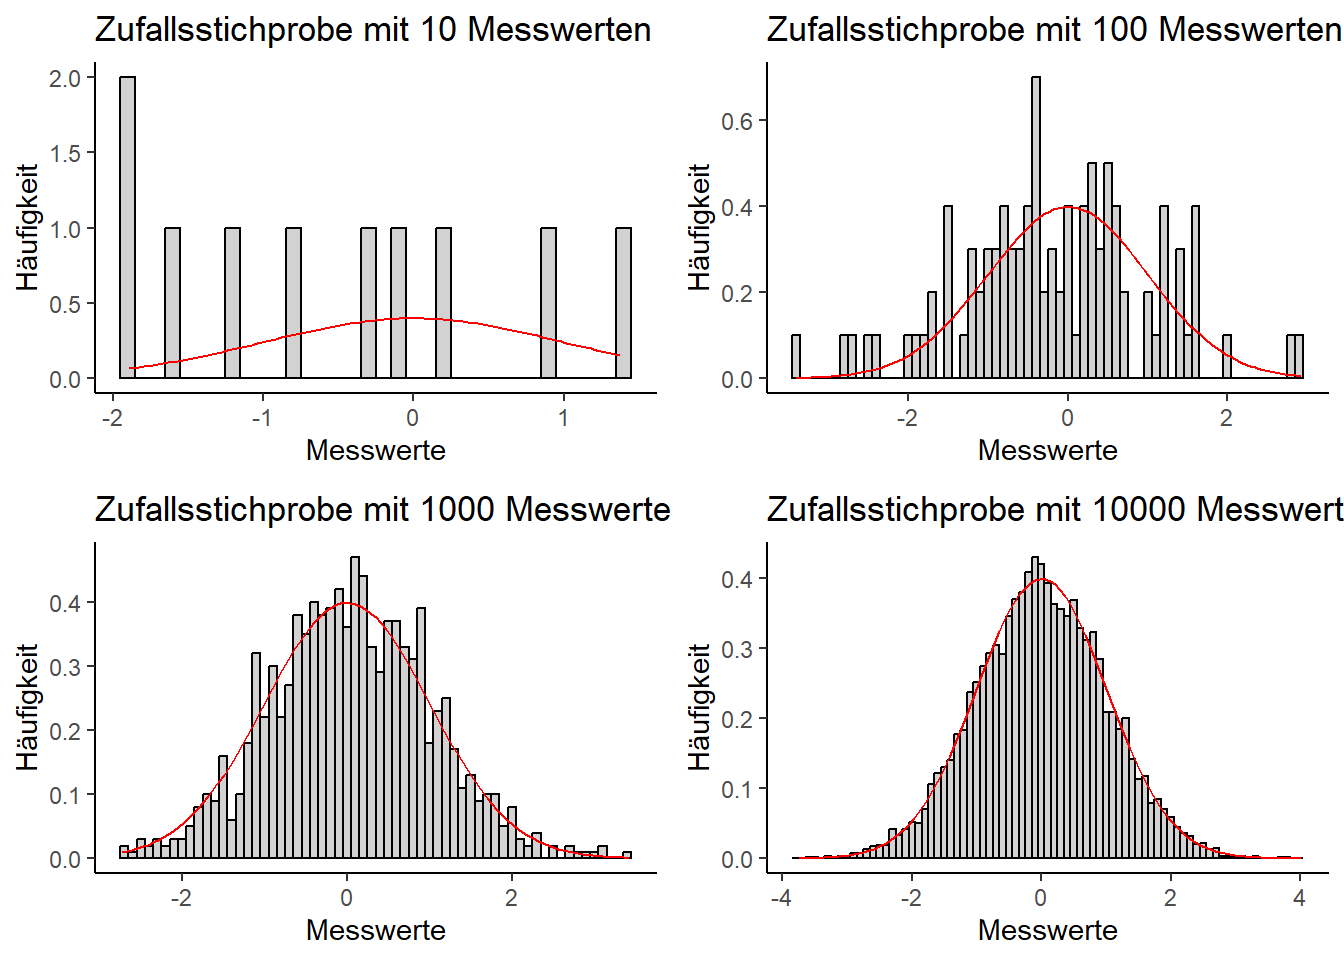 Zufallsstichprobe mit 10 Messwerten
Häufigkeit
2.0
1.5
1.0
0.5
0.0
-2
-1
0
1
Messwerte
Zufallsstichprobe mit 100 Messwerten
Häufigkeit
0.6
0.4
0.2
0.0
-2
0
2
Messwerte
Zufallsstichprobe mit 1000 Messwerte
Häufigkeit
0.4
0.3
0.2
0.1
0.0
-2
0
2
Messwerte
Zufallsstichprobe mit 10000 Messwert
Häufigkeit
0.4
0.3
0.2
0.1
0.0
-4
-2
0
2
4
Messwerte